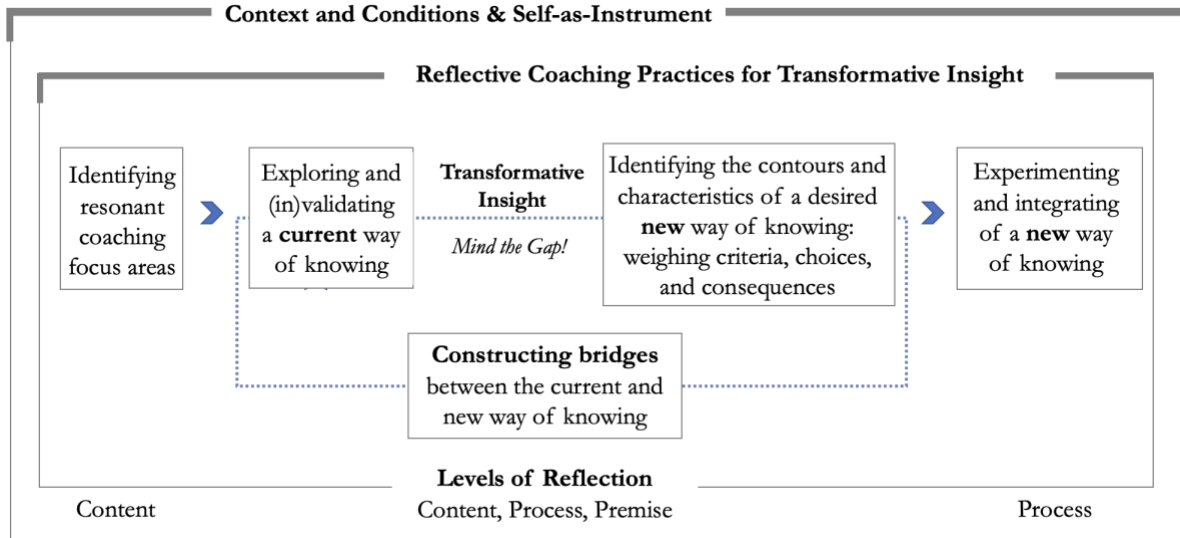 Context and Conditions & Self-as-Instrument
Reflective Coaching Practices for Transformative Insight
Identifying
resonant
coaching
focus areas
Exploring and
(in)validating
a current way
of knowing
Transformative
Insight
Mind the Gap!
Identifying the contours and
characteristics of a desired
new way of knowing:
weighing criteria, choices,
and consequences
Experimenting
and integrating
of a new way
of knowing
Constructing bridges
between the current and
new way of knowing
Levels of Reflection
Content
Content, Process, Premise
Process